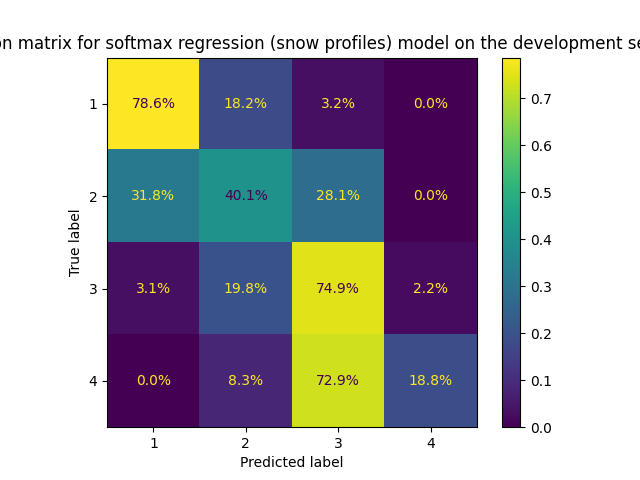 on matrix for softmax regression (snow profiles) model on the development se
1 78.6% 18.2% 3.2% 0.0%
2 31.8% 40.1% 28.1% 0.0%
3 3.1% 19.8% 74.9% 2.2%
4 0.0% 8.3% 72.9% 18.8%
1 2 3 4
Predicted label
True label
0.7
0.6
0.5
0.4
0.3
0.2
0.1
0.0